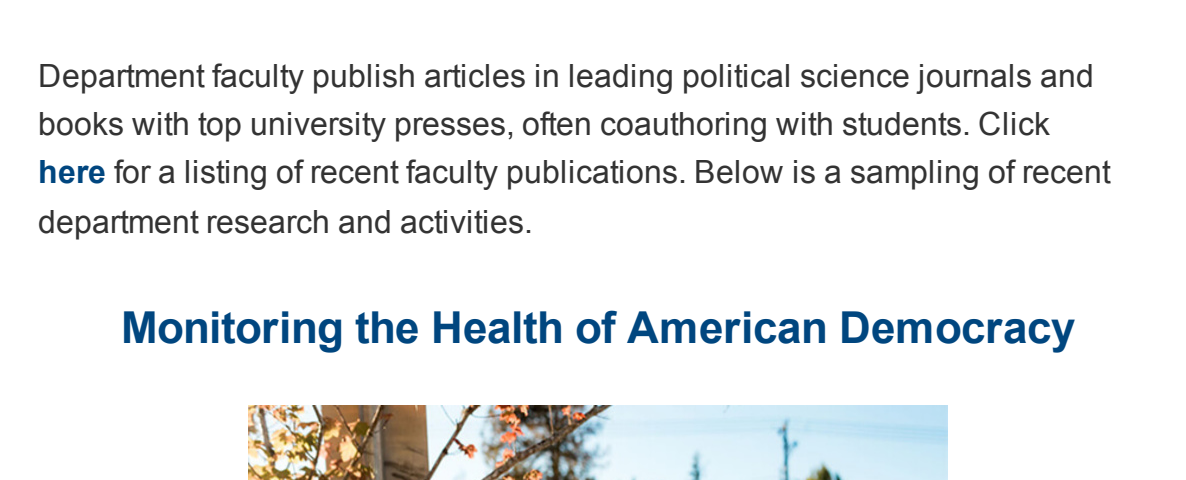 Department faculty publish articles in leading political science journals and
books with top university presses, often coauthoring with students. Click
here for a listing of recent faculty publications. Below is a sampling of recent
department research and activities.
Monitoring the Health of American Democracy